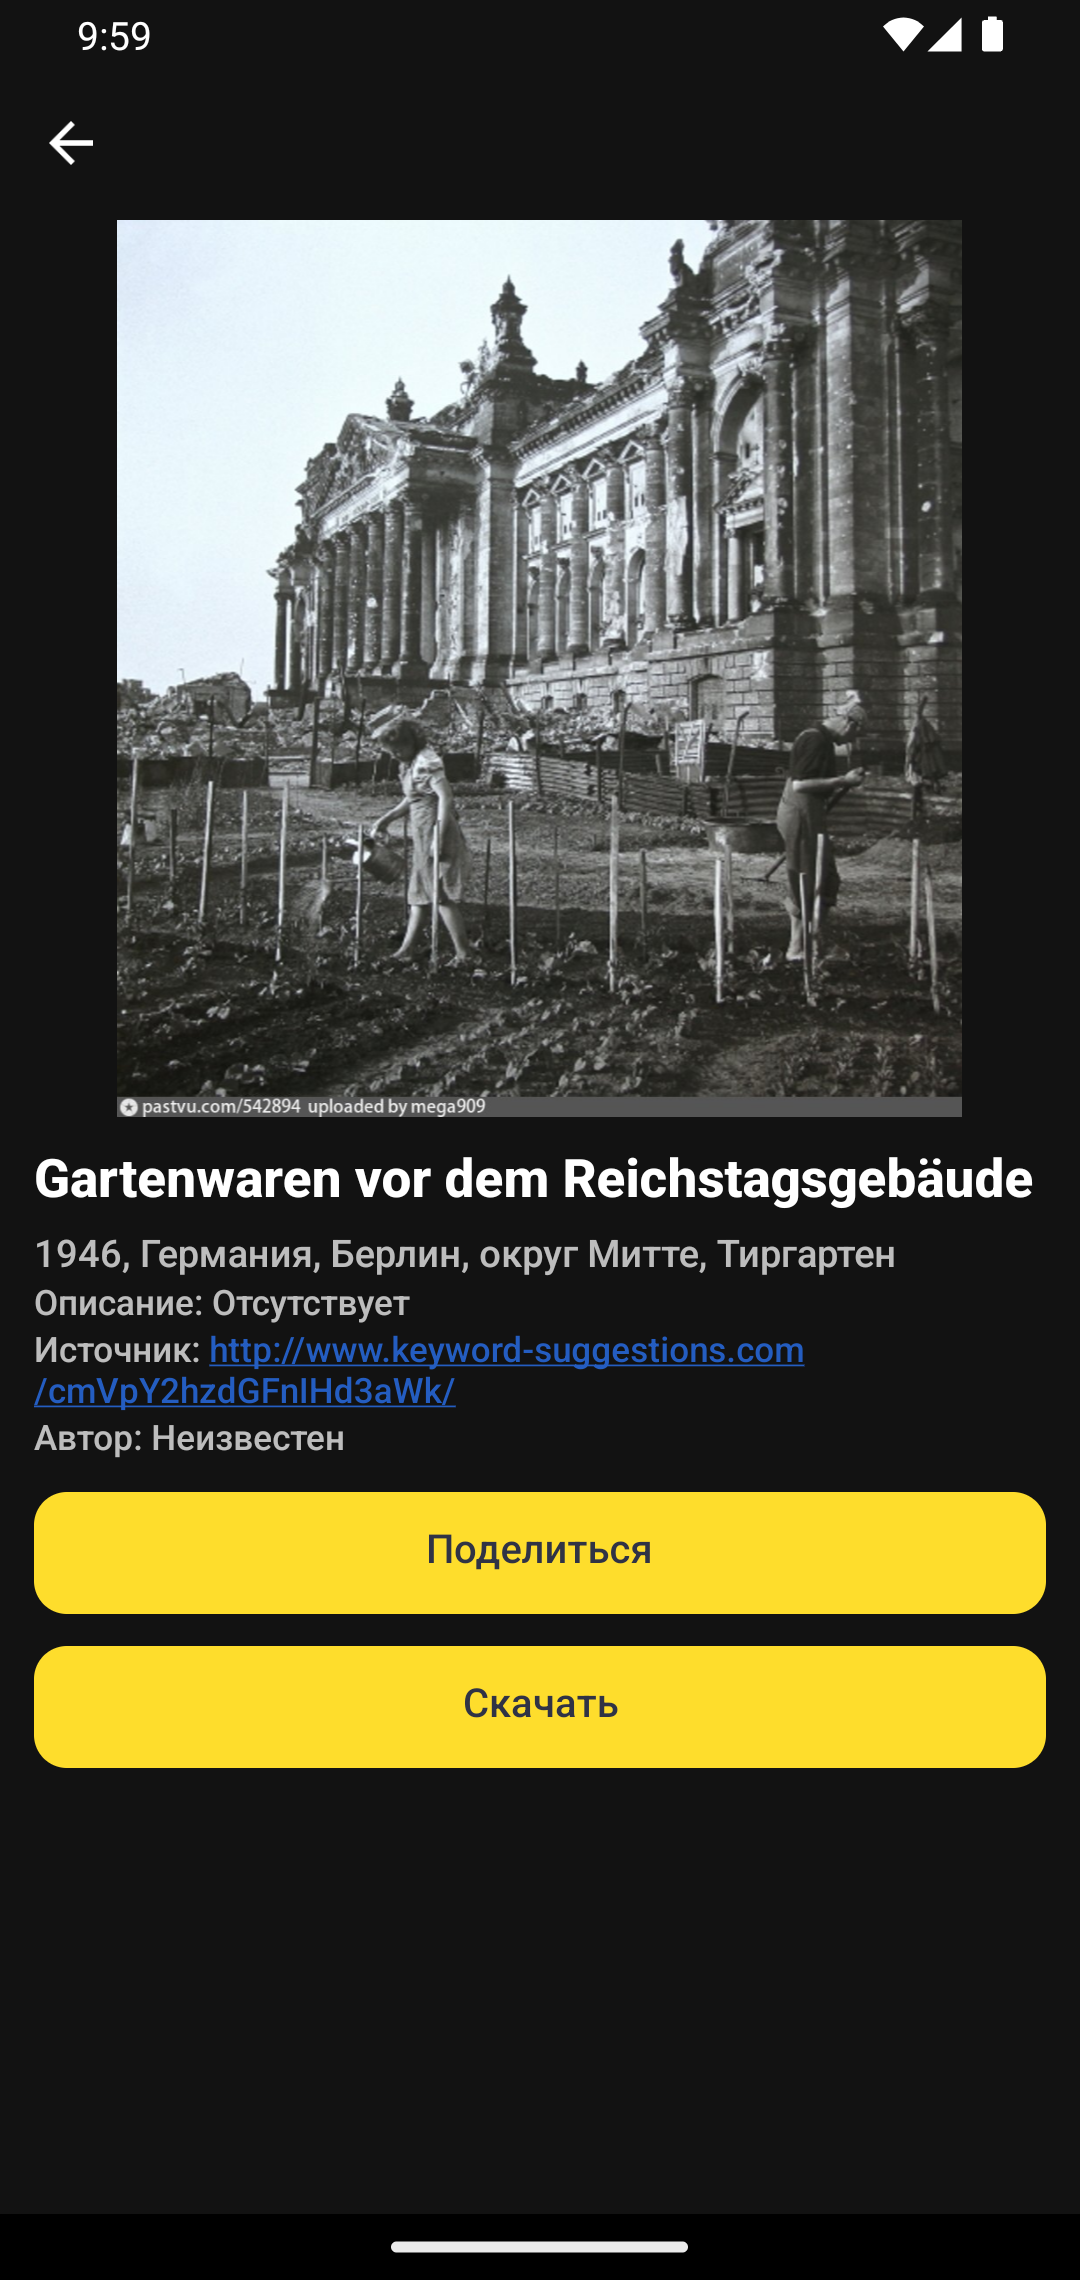 9:59
pastvu.com/542894 uploaded by mega909
Gartenwaren vor dem Reichstagsgebäude
1946, Германия, Берлин, округ Митте, Тиргартен
Описание: Отсутствует
Источник: http://www.keyword-suggestions.com
/cmVpY2hzdGFnIHd3aWk/
Автор: Неизвестен
Поделиться
Скачать